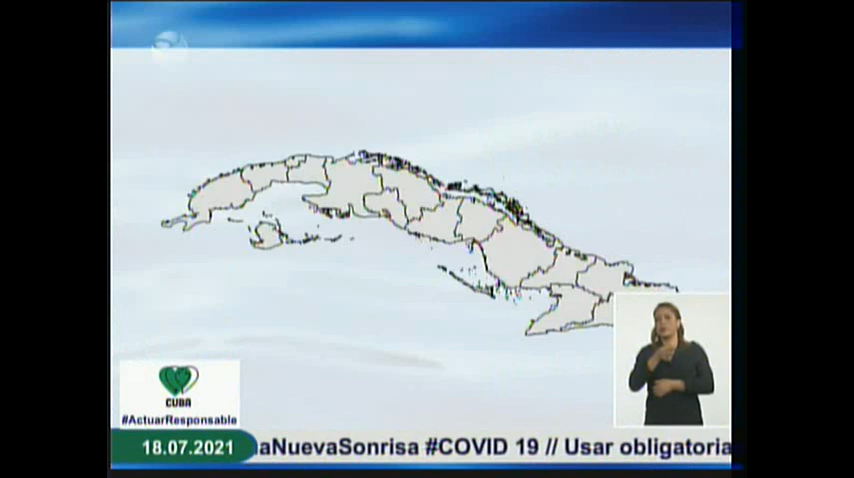 CUBA
#ActuarResponsable
18.07.2021
aNuevaSonrisa #COVID 19 // Usar obligatoria